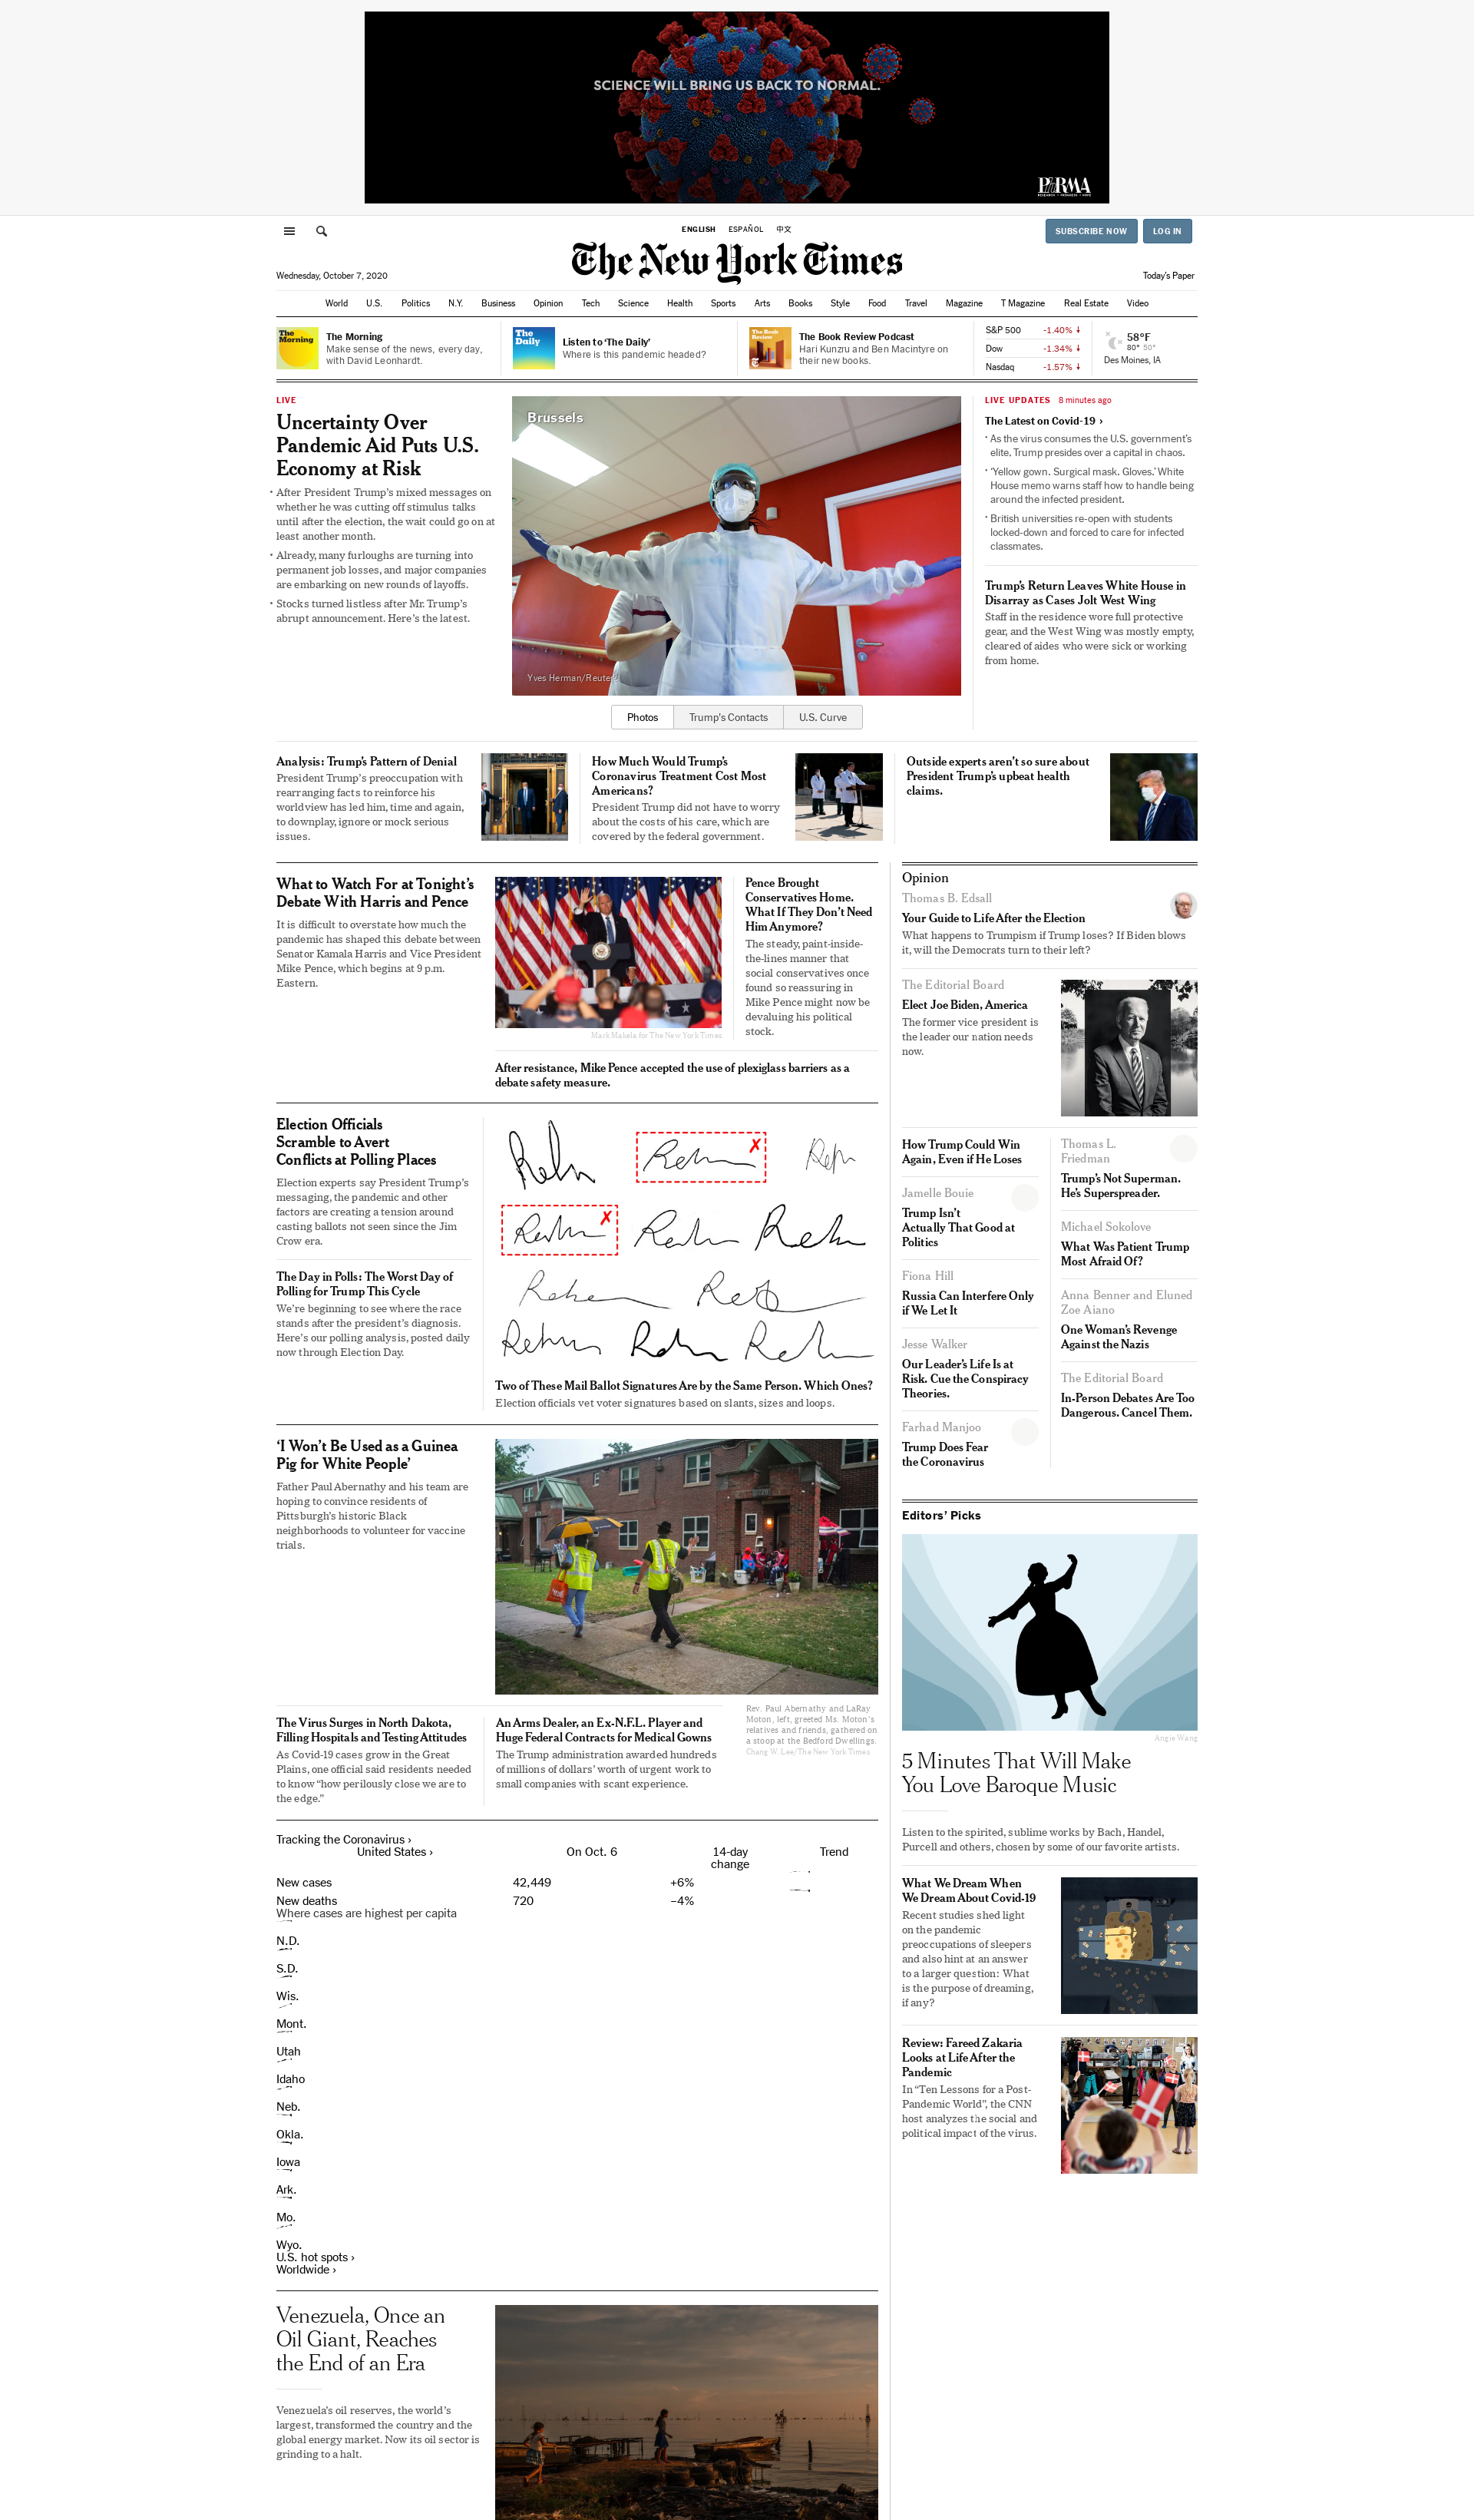 SCIENCE WILL BRING US BACK TO NORMAL.
PhRMA
RESEARCH • PROGRESS • HOPE
ENGLISH ESPAÑOL 中文
SUBSCRIBE NOW LOG IN
The New York Times
Wednesday, October 7, 2020
Today's Paper
World U.S. Politics N.Y. Business Opinion Tech Science Health Sports Arts Books Style Food Travel Magazine T Magazine Real Estate Video
The Morning
The Morning
Make sense of the news, every day,
with David Leonhardt.
The Daily
Listen to ‘The Daily’
Where is this pandemic headed?
The Book Review
The Book Review Podcast
Hari Kunzru and Ben Macintyre on
their new books.
S&P 500 -1.40% ↓
Dow -1.34% ↓
Nasdaq -1.57% ↓
58°F
80° 50°
Des Moines, IA
LIVE
Uncertainty Over
Pandemic Aid Puts U.S.
Economy at Risk
• After President Trump’s mixed messages on
whether he was cutting off stimulus talks
until after the election, the wait could go on at
least another month.
• Already, many furloughs are turning into
permanent job losses, and major companies
are embarking on new rounds of layoffs.
• Stocks turned listless after Mr. Trump’s
abrupt announcement. Here’s the latest.
Brussels
Yves Herman/Reuters
Photos Trump’s Contacts U.S. Curve
LIVE UPDATES 8 minutes ago
The Latest on Covid-19 ›
• As the virus consumes the U.S. government’s
elite, Trump presides over a capital in chaos.
• ‘Yellow gown. Surgical mask. Gloves.’ White
House memo warns staff how to handle being
around the infected president.
• British universities re-open with students
locked-down and forced to care for infected
classmates.
Trump’s Return Leaves White House in
Disarray as Cases Jolt West Wing
Staff in the residence wore full protective
gear, and the West Wing was mostly empty,
cleared of aides who were sick or working
from home.
Analysis: Trump’s Pattern of Denial
President Trump’s preoccupation with
rearranging facts to reinforce his
worldview has led him, time and again,
to downplay, ignore or mock serious
issues.
How Much Would Trump’s
Coronavirus Treatment Cost Most
Americans?
President Trump did not have to worry
about the costs of his care, which are
covered by the federal government.
Outside experts aren’t so sure about
President Trump’s upbeat health
claims.
What to Watch For at Tonight’s
Debate With Harris and Pence
It is difficult to overstate how much the
pandemic has shaped this debate between
Senator Kamala Harris and Vice President
Mike Pence, which begins at 9 p.m.
Eastern.
Mark Makela for The New York Times
Pence Brought
Conservatives Home.
What If They Don’t Need
Him Anymore?
The steady, paint-inside-
the-lines manner that
social conservatives once
found so reassuring in
Mike Pence might now be
devaluing his political
stock.
After resistance, Mike Pence accepted the use of plexiglass barriers as a
debate safety measure.
Election Officials
Scramble to Avert
Conflicts at Polling Places
Election experts say President Trump’s
messaging, the pandemic and other
factors are creating a tension around
casting ballots not seen since the Jim
Crow era.
The Day in Polls: The Worst Day of
Polling for Trump This Cycle
We’re beginning to see where the race
stands after the president’s diagnosis.
Here’s our polling analysis, posted daily
now through Election Day.
Two of These Mail Ballot Signatures Are by the Same Person. Which Ones?
Election officials vet voter signatures based on slants, sizes and loops.
‘I Won’t Be Used as a Guinea
Pig for White People’
Father Paul Abernathy and his team are
hoping to convince residents of
Pittsburgh’s historic Black
neighborhoods to volunteer for vaccine
trials.
Rev. Paul Abernathy and LaRay
Moton, left, greeted Ms. Moton’s
relatives and friends, gathered on
a stoop at the Bedford Dwellings.
Chang W. Lee/The New York Times
The Virus Surges in North Dakota,
Filling Hospitals and Testing Attitudes
As Covid-19 cases grow in the Great
Plains, one official said residents needed
to know “how perilously close we are to
the edge.”
An Arms Dealer, an Ex-N.F.L. Player and
Huge Federal Contracts for Medical Gowns
The Trump administration awarded hundreds
of millions of dollars’ worth of urgent work to
small companies with scant experience.
Tracking the Coronavirus ›
United States › On Oct. 6 14-day
change Trend
New cases 42,449 +6%
New deaths 720 –4%
Where cases are highest per capita
N.D.
S.D.
Wis.
Mont.
Utah
Idaho
Neb.
Okla.
Iowa
Ark.
Mo.
Wyo.
U.S. hot spots ›
Worldwide ›
Venezuela, Once an
Oil Giant, Reaches
the End of an Era
Venezuela’s oil reserves, the world’s
largest, transformed the country and the
global energy market. Now its oil sector is
grinding to a halt.
Opinion
Thomas B. Edsall
Your Guide to Life After the Election
What happens to Trumpism if Trump loses? If Biden blows
it, will the Democrats turn to their left?
The Editorial Board
Elect Joe Biden, America
The former vice president is
the leader our nation needs
now.
How Trump Could Win
Again, Even if He Loses
Jamelle Bouie
Trump Isn’t
Actually That Good at
Politics
Fiona Hill
Russia Can Interfere Only
if We Let It
Jesse Walker
Our Leader’s Life Is at
Risk. Cue the Conspiracy
Theories.
Farhad Manjoo
Trump Does Fear
the Coronavirus
Thomas L.
Friedman
Trump’s Not Superman.
He’s Superspreader.
Michael Sokolove
What Was Patient Trump
Most Afraid Of?
Anna Benner and Eluned
Zoe Aiano
One Woman’s Revenge
Against the Nazis
The Editorial Board
In-Person Debates Are Too
Dangerous. Cancel Them.
Editors’ Picks
Angie Wang
5 Minutes That Will Make
You Love Baroque Music
Listen to the spirited, sublime works by Bach, Handel,
Purcell and others, chosen by some of our favorite artists.
What We Dream When
We Dream About Covid-19
Recent studies shed light
on the pandemic
preoccupations of sleepers
and also hint at an answer
to a larger question: What
is the purpose of dreaming,
if any?
Review: Fareed Zakaria
Looks at Life After the
Pandemic
In “Ten Lessons for a Post-
Pandemic World”, the CNN
host analyzes the social and
political impact of the virus.